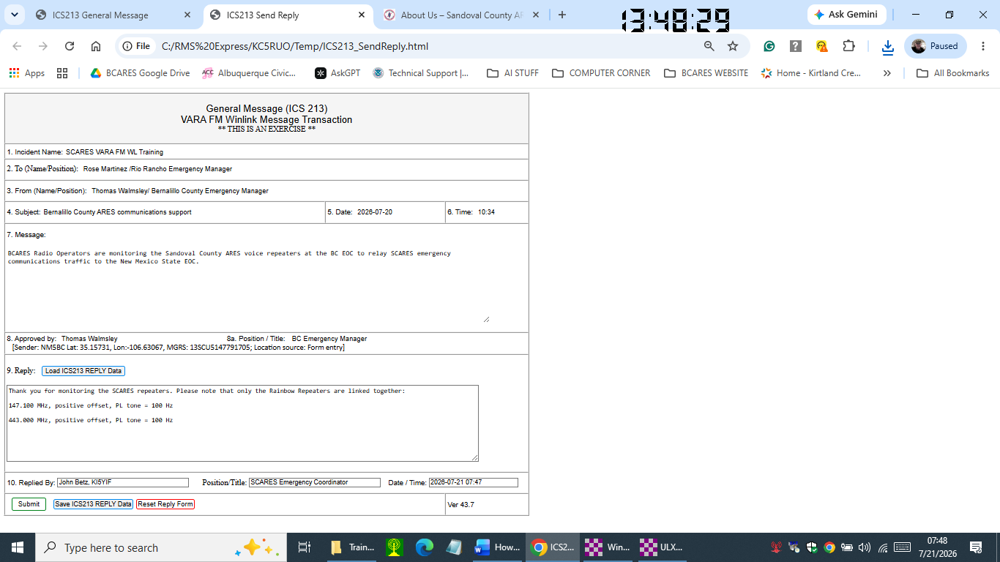 ICS213 General Message
ICS213 Send Reply
About Us – Sandoval County AR
13:48:29
Ask Gemini
File
C:/RMS%20Express/KC5RUO/Temp/ICS213_SendReply.html
Paused
Apps
BCARES Google Drive
ACC
Albuquerque Civic...
AskGPT
Technical Support |...
AI STUFF
COMPUTER CORNER
BCARES WEBSITE
Home - Kirtland Cre...
»
All Bookmarks
General Message (ICS 213)
VARA FM Winlink Message Transaction
** THIS IS AN EXERCISE **
1. Incident Name: SCARES VARA FM WL Training
2. To (Name/Position): Rose Martinez /Rio Rancho Emergency Manager
3. From (Name/Position): Thomas Walmsley/ Bernalillo County Emergency Manager
4. Subject: Bernalillo County ARES communications support
5. Date: 2026-07-20
6. Time: 10:34
7. Message:
BCARES Radio Operators are monitoring the Sandoval County ARES voice repeaters at the BC EOC to relay SCARES emergency
communications traffic to the New Mexico State EOC.
8. Approved by: Thomas Walmsley
8a. Position / Title: BC Emergency Manager
[Sender: NM5BC Lat: 35.15731, Lon:-106.63067, MGRS: 13SCU5147791705; Location source: Form entry]
9. Reply: Load ICS213 REPLY Data
Thank you for monitoring the SCARES repeaters. Please note that only the Rainbow Repeaters are linked together:
147.100 MHz, positive offset, PL tone = 100 Hz
443.000 MHz, positive offset, PL tone = 100 Hz
10. Replied By: John Betz, KI5YIF
Position/Title: SCARES Emergency Coordinator
Date / Time: 2026-07-21 07:47
Submit
Save ICS213 REPLY Data
Reset Reply Form
Ver 43.7
Type here to search
Train...
How...
ICS2...
Win...
ULX...
07:48
7/21/2026